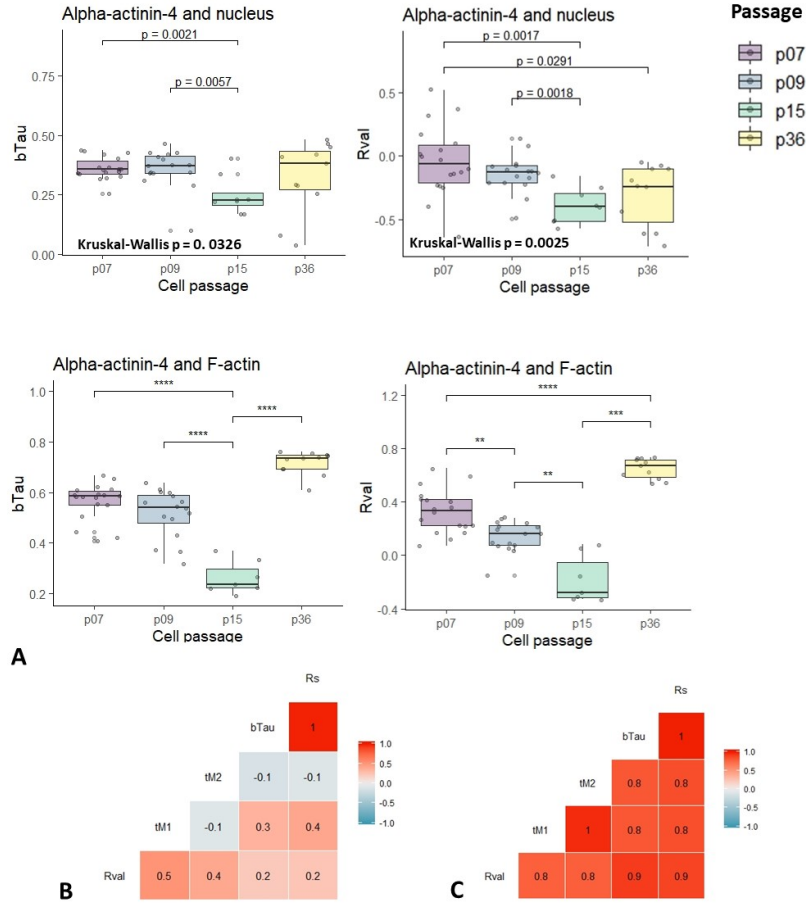 Alpha-actinin-4 and nucleus
p = 0.0021
p = 0.0057
0.75
0.50
0.25
0.00
bTau
Kruskal-Wallis p = 0. 0326
p07 p09 p15 p36
Cell passage
Alpha-actinin-4 and nucleus
p = 0.0017
p = 0.0291
p = 0.0018
0.5
0.0
-0.5
Rval
Kruskal-Wallis p = 0.0025
p07 p09 p15 p36
Cell passage
Passage
p07
p09
p15
p36
Alpha-actinin-4 and F-actin
****
****
****
1.0
0.8
0.6
0.4
0.2
bTau
p07 p09 p15 p36
Cell passage
Alpha-actinin-4 and F-actin
****
***
**
**
1.2
0.8
0.4
0.0
-0.4
Rval
p07 p09 p15 p36
Cell passage
A
Rs
bTau 1
tM2 -0.1 -0.1
tM1 -0.1 0.3 0.4
Rval 0.5 0.4 0.2 0.2
1.0
0.5
0.0
-0.5
-1.0
B
Rs
bTau 1
tM2 0.8 0.8
tM1 1 0.8 0.8
Rval 0.8 0.8 0.9 0.9
1.0
0.5
0.0
-0.5
-1.0
C